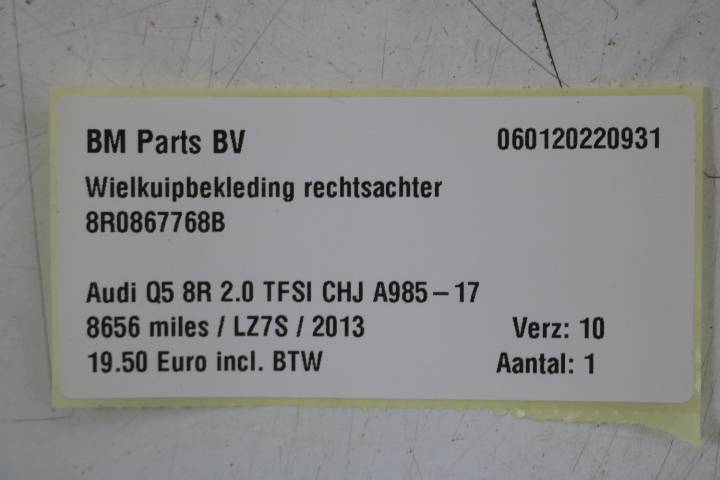 BM Parts BV 060120220931
Wielkuipbekleding rechtsachter
8R0867768B
Audi Q5 8R 2.0 TFSI CHJ A985-17
8656 miles / LZ7S / 2013 Verz: 10
19.50 Euro incl. BTW Aantal: 1